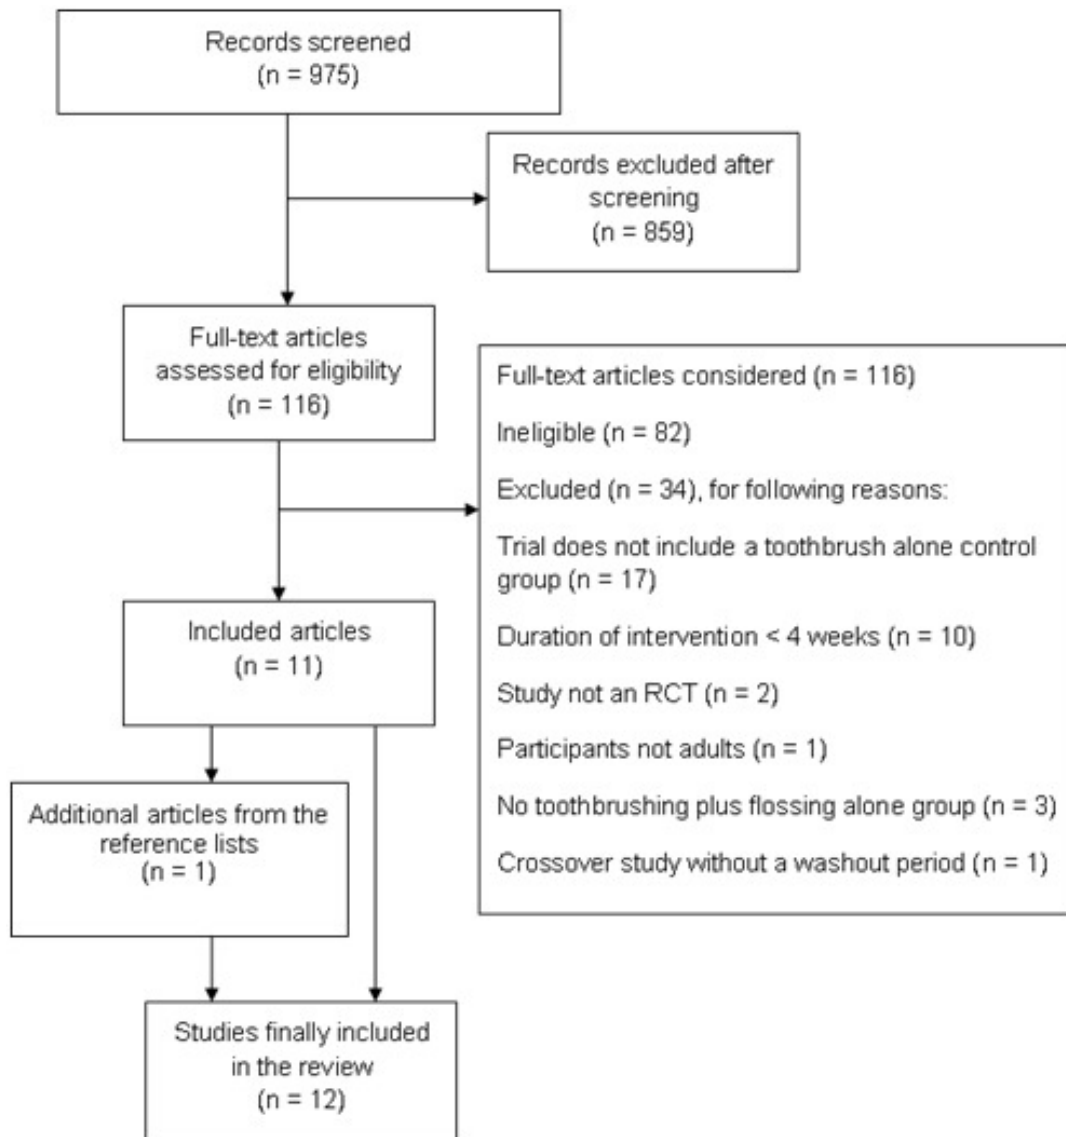 Records screened
(n = 975)
Records excluded after
screening
(n = 859)
Full-text articles
assessed for eligibility
(n = 116)
Full-text articles considered (n = 116)
Ineligible (n = 82)
Excluded (n = 34), for following reasons:
Trial does not include a toothbrush alone control
group (n = 17)
Duration of intervention < 4 weeks (n = 10)
Study not an RCT (n = 2)
Participants not adults (n = 1)
No toothbrushing plus flossing alone group (n = 3)
Crossover study without a washout period (n = 1)
Included articles
(n = 11)
Additional articles from the
reference lists
(n = 1)
Studies finally included
in the review
(n = 12)